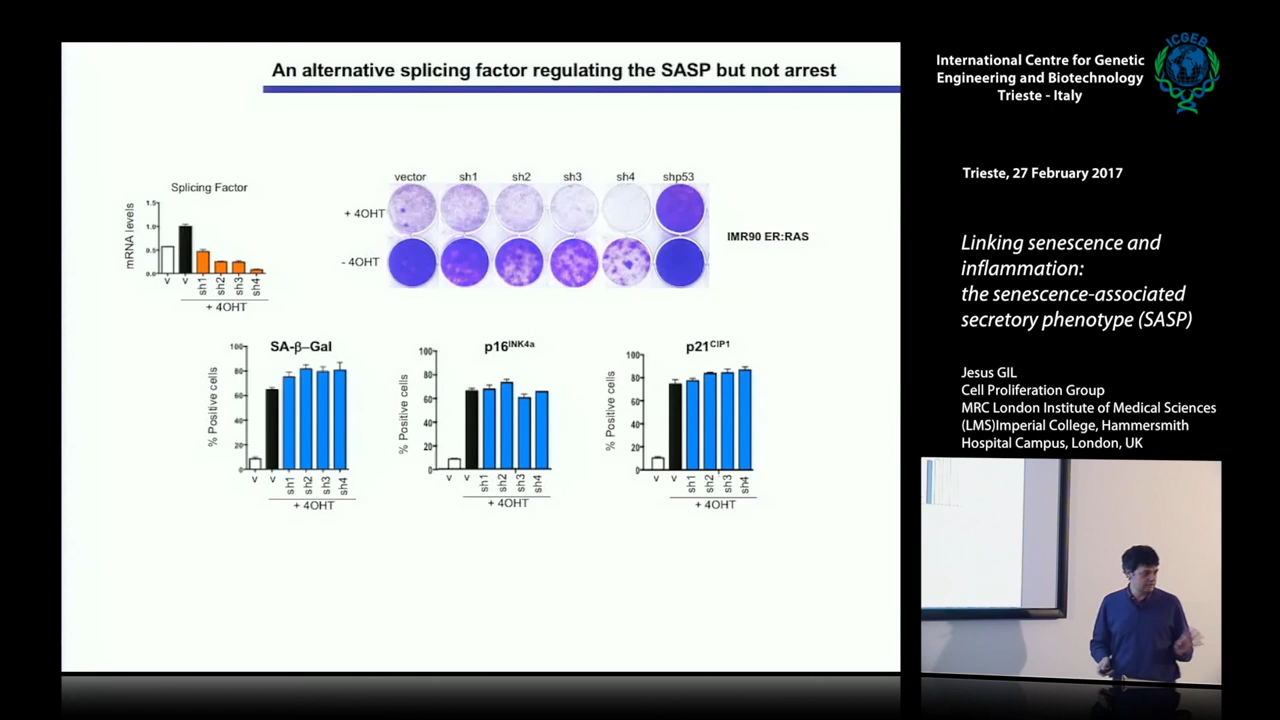 An alternative splicing factor regulating the SASP but not arrest
Splicing Factor
mRNA levels
1.5
1.0
0.5
0.0
v
v
sh1
sh2
sh3
sh4
+ 4OHT
vector
sh1
sh2
sh3
sh4
shp53
+ 4OHT
- 4OHT
IMR90 ER:RAS
SA-β–Gal
% Positive cells
100
80
60
40
20
0
v
v
sh1
sh2
sh3
sh4
+ 4OHT
p16INK4a
% Positive cells
100
80
60
40
20
0
v
v
sh1
sh2
sh3
sh4
+ 4OHT
p21CIP1
% Positive cells
100
80
60
40
20
0
v
v
sh1
sh2
sh3
sh4
+ 4OHT
International Centre for Genetic
Engineering and Biotechnology
Trieste - Italy
ICGEB
Trieste, 27 February 2017
Linking senescence and
inflammation:
the senescence-associated
secretory phenotype (SASP)
Jesus GIL
Cell Proliferation Group
MRC London Institute of Medical Sciences
(LMS)Imperial College, Hammersmith
Hospital Campus, London, UK